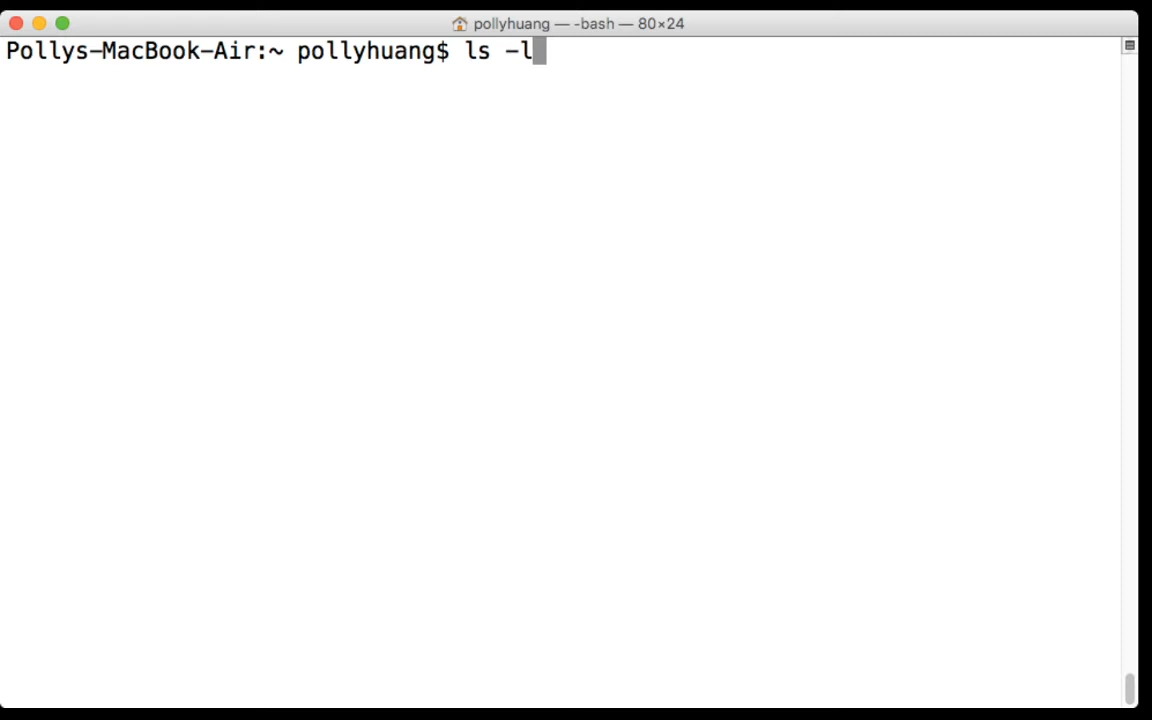 pollyhuang — -bash — 80×24
Pollys-MacBook-Air:~ pollyhuang$ ls -l